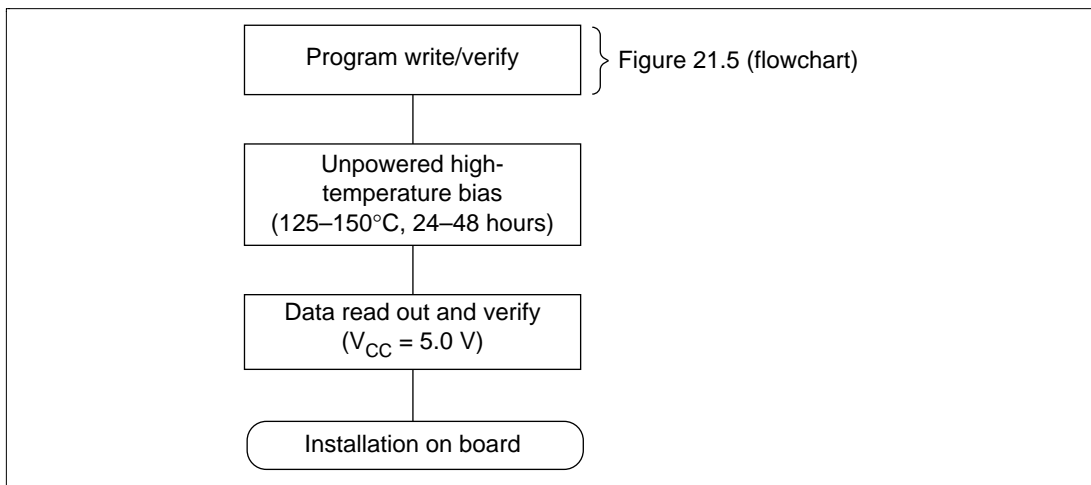 Program write/verify
Figure 21.5 (flowchart)
Unpowered high-
temperature bias
(125–150°C, 24–48 hours)
Data read out and verify
(VCC = 5.0 V)
Installation on board